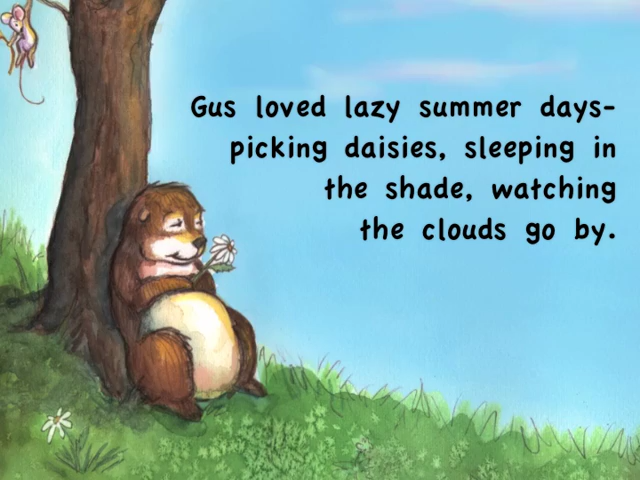 Gus loved lazy summer days-
picking daisies, sleeping in
the shade, watching
the clouds go by.